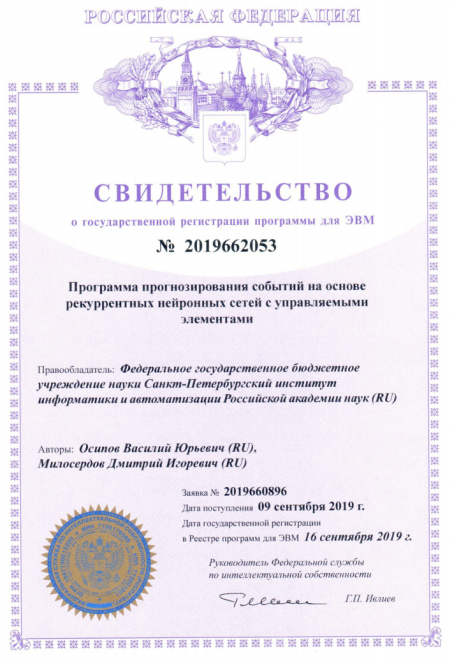 РОССИЙСКАЯ ФЕДЕРАЦИЯ
СВИДЕТЕЛЬСТВО
о государственной регистрации программы для ЭВМ
№ 2019662053
Программа прогнозирования событий на основе
рекуррентных нейронных сетей с управляемыми
элементами
Правообладатель: Федеральное государственное бюджетное
учреждение науки Санкт-Петербургский институт
информатики и автоматизации Российской академии наук (RU)
Авторы: Осипов Василий Юрьевич (RU),
Милосердов Дмитрий Игоревич (RU)
Заявка № 2019660896
Дата поступления 09 сентября 2019 г.
Дата государственной регистрации
в Реестре программ для ЭВМ 16 сентября 2019 г.
Руководитель Федеральной службы
по интеллектуальной собственности
Г.П. Ивлиев